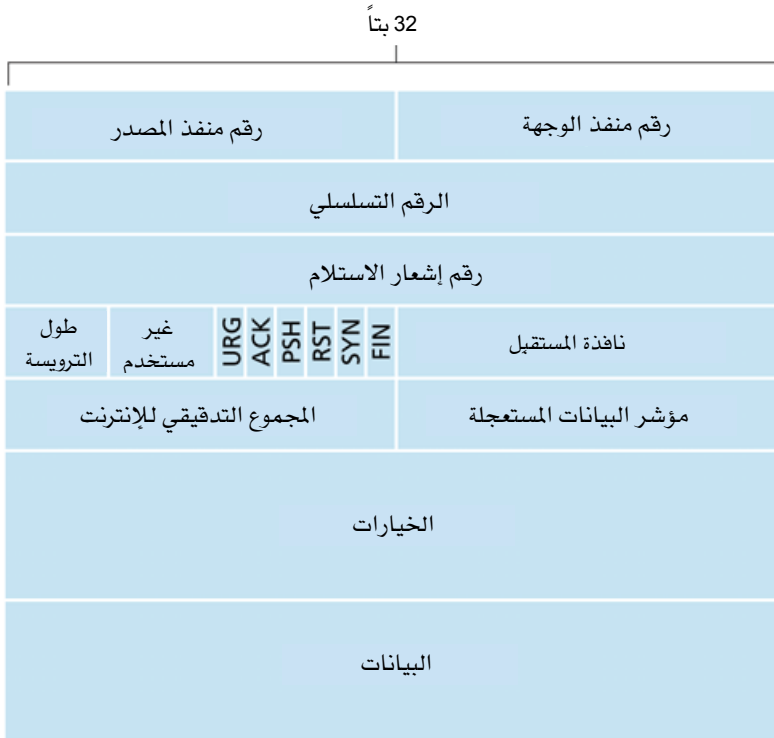 32 بتاً
رقم منفذ المصدر
رقم منفذ الوجهة
الرقم التسلسلي
رقم إشعار الاستلام
طول
الترويسة
غير
مستخدم
URG
ACK
PSH
RST
SYN
FIN
نافذة المستقبل
المجموع التدقيقي للإنترنت
مؤشر البيانات المستعجلة
الخيارات
البيانات